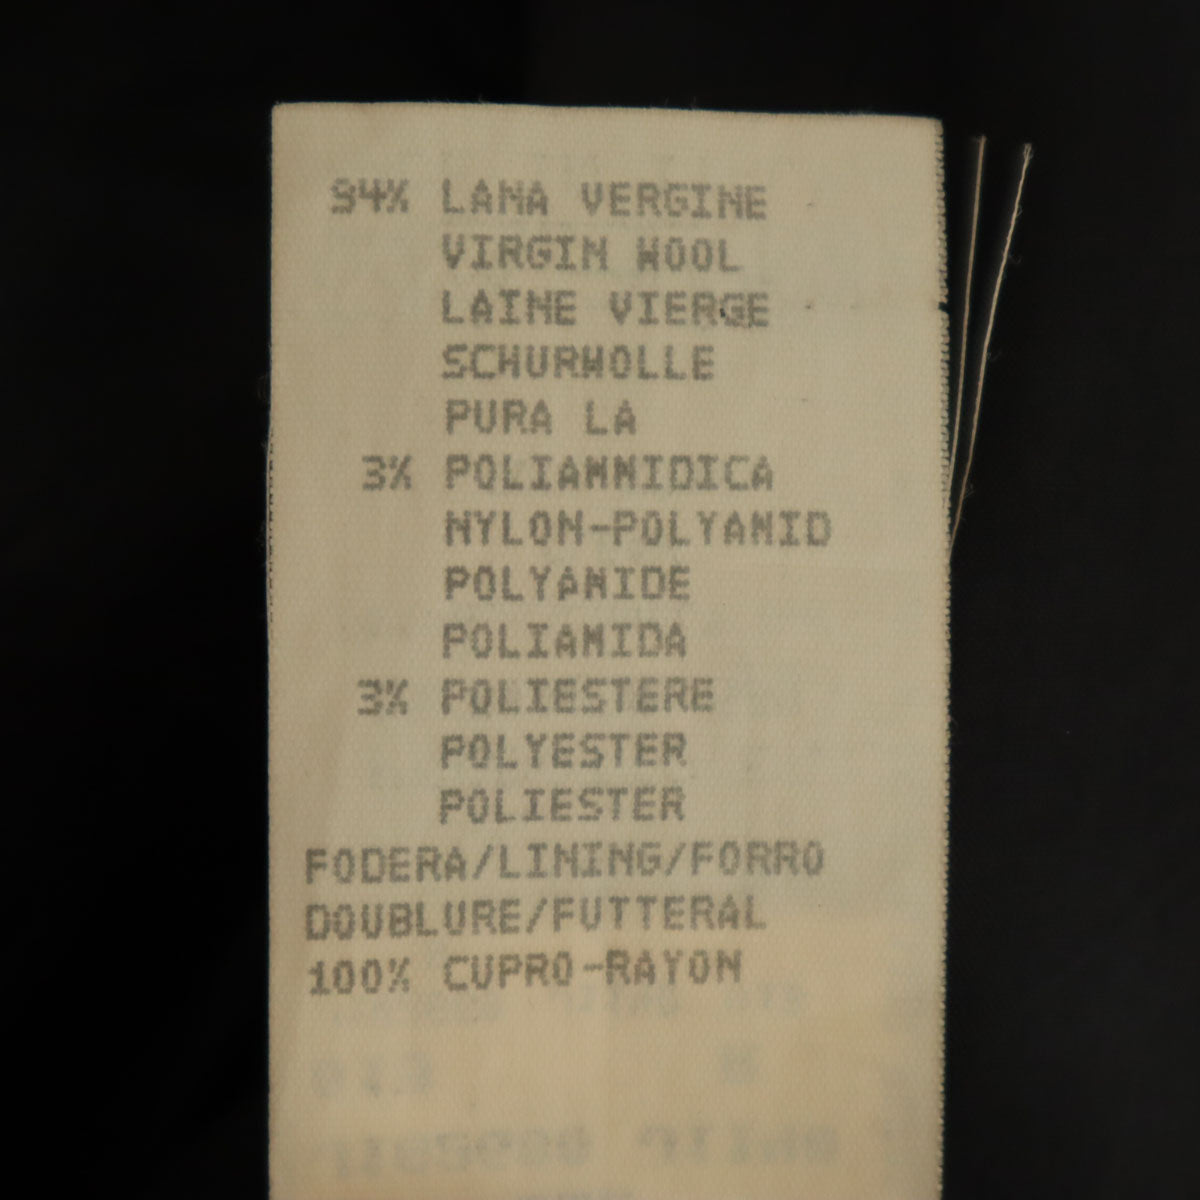 94% LANA VERGINE
VIRGIN WOOL
LAINE VIERGE
SCHURWOLLE
PURA LA
3% POLIAMMIDICA
NYLON-POLYAMID
POLYAMIDE
POLIAMIDA
3% POLIESTERE
POLYESTER
POLIESTER
FODERA/LINING/FORRO
DOUBLURE/FUTTERAL
100% CUPRO-RAYON